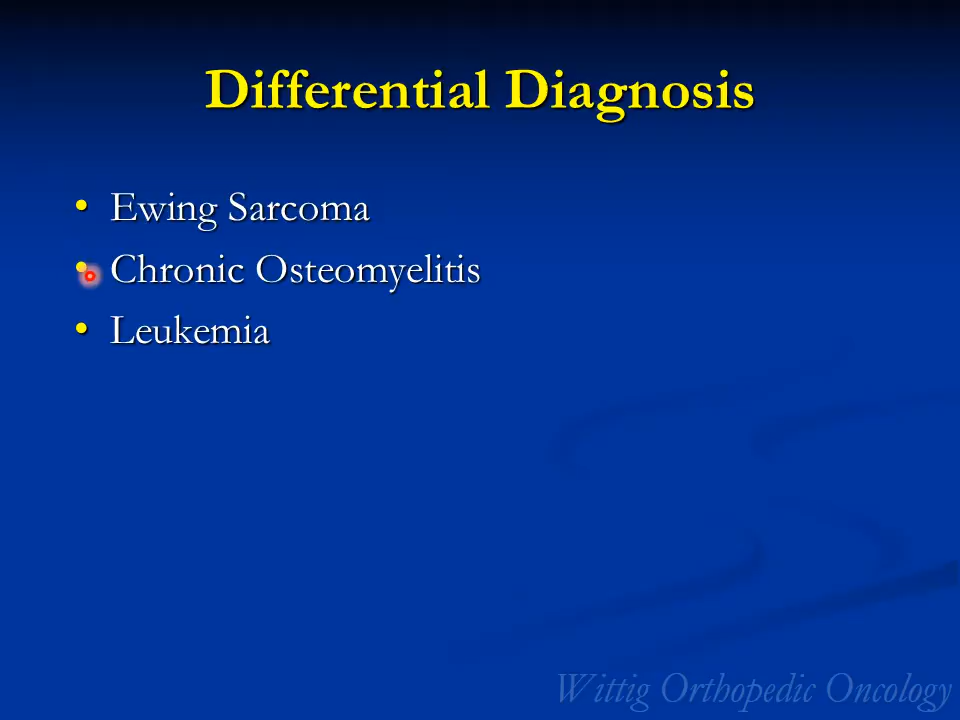 Differential Diagnosis
• Ewing Sarcoma
• Chronic Osteomyelitis
• Leukemia
Wittig Orthopedic Oncology